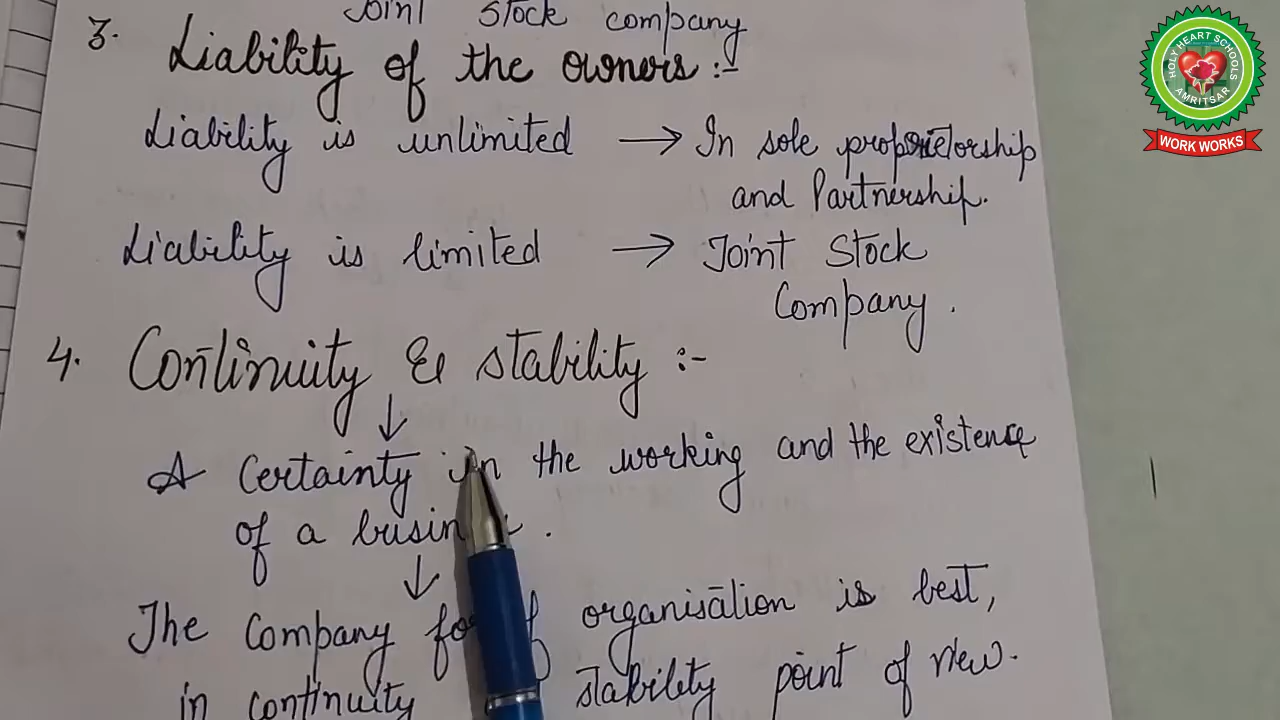 Joint Stock company
3. Liability of the owners :-
Liability is unlimited → In sole proprietorship
and Partnership.
Liability is limited → Joint Stock
Company.
4. Continuity & stability :-
↓
A certainty in the working and the existence
of a
↓
The Company organisation is best,
in continuity stability point of view.
HOLY HEART SCHOOLS
AMRITSAR
WORK WORKS